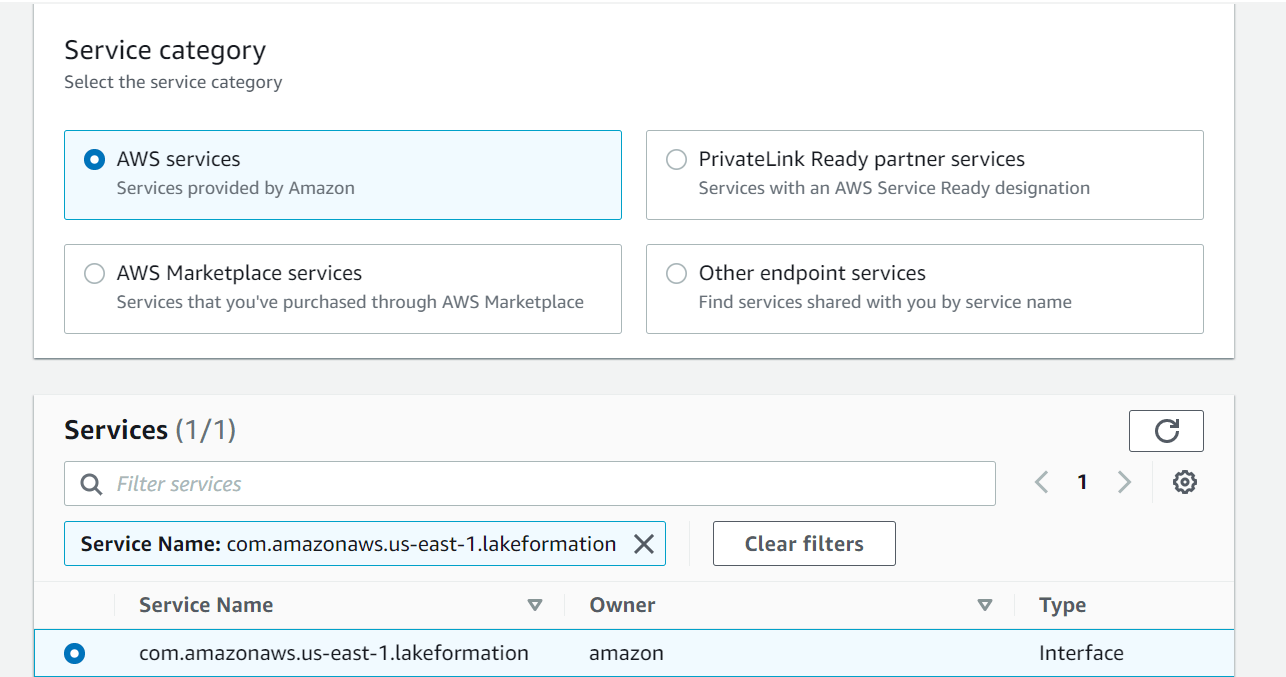 Service category
Select the service category
AWS services
Services provided by Amazon
PrivateLink Ready partner services
Services with an AWS Service Ready designation
AWS Marketplace services
Services that you've purchased through AWS Marketplace
Other endpoint services
Find services shared with you by service name
Services (1/1)
Filter services
1
Service Name: com.amazonaws.us-east-1.lakeformation
Clear filters
Service Name Owner Type
com.amazonaws.us-east-1.lakeformation amazon Interface